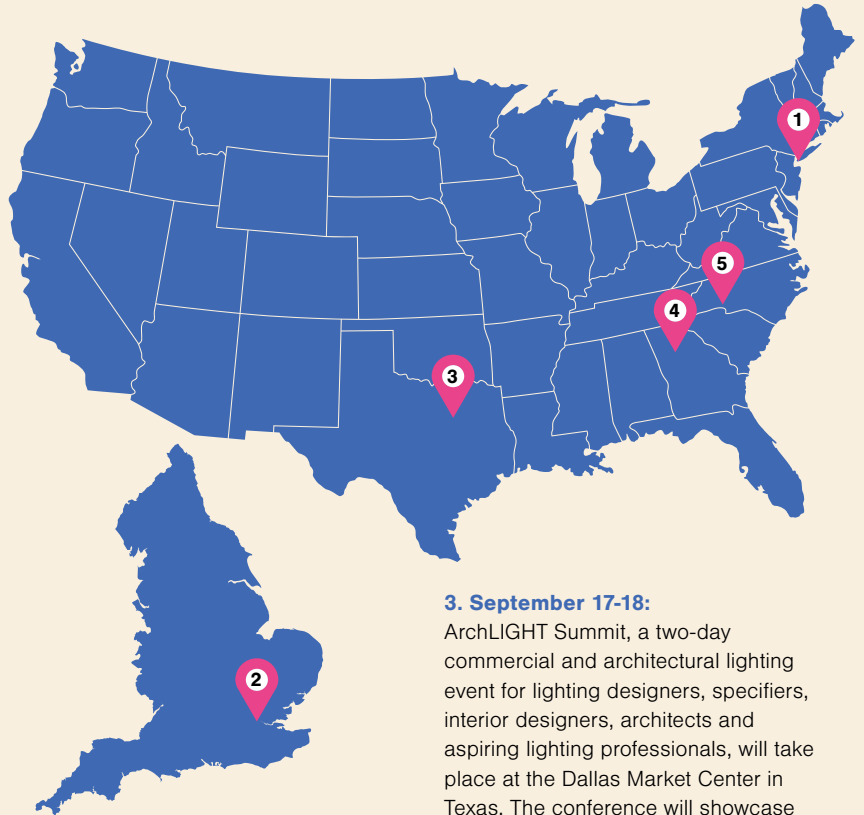 1
5
4
3
2
3. September 17-18:
ArchLIGHT Summit, a two-day
commercial and architectural lighting
event for lighting designers, specifiers,
interior designers, architects and
aspiring lighting professionals, will take
place at the Dallas Market Center in
Texas. The conference will showcase